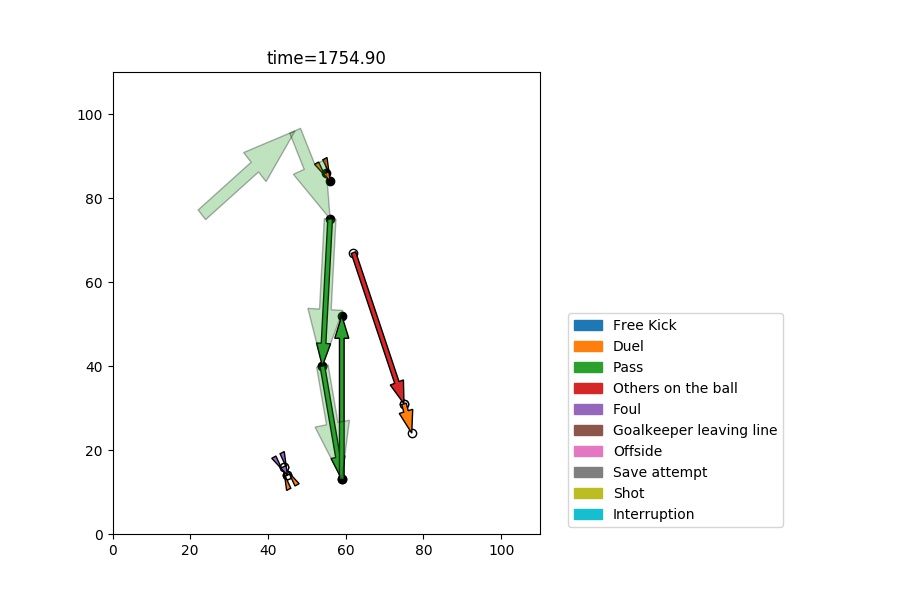 time=1754.90
100
80
60
40
20
0
0 20 40 60 80 100
Free Kick
Duel
Pass
Others on the ball
Foul
Goalkeeper leaving line
Offside
Save attempt
Shot
Interruption